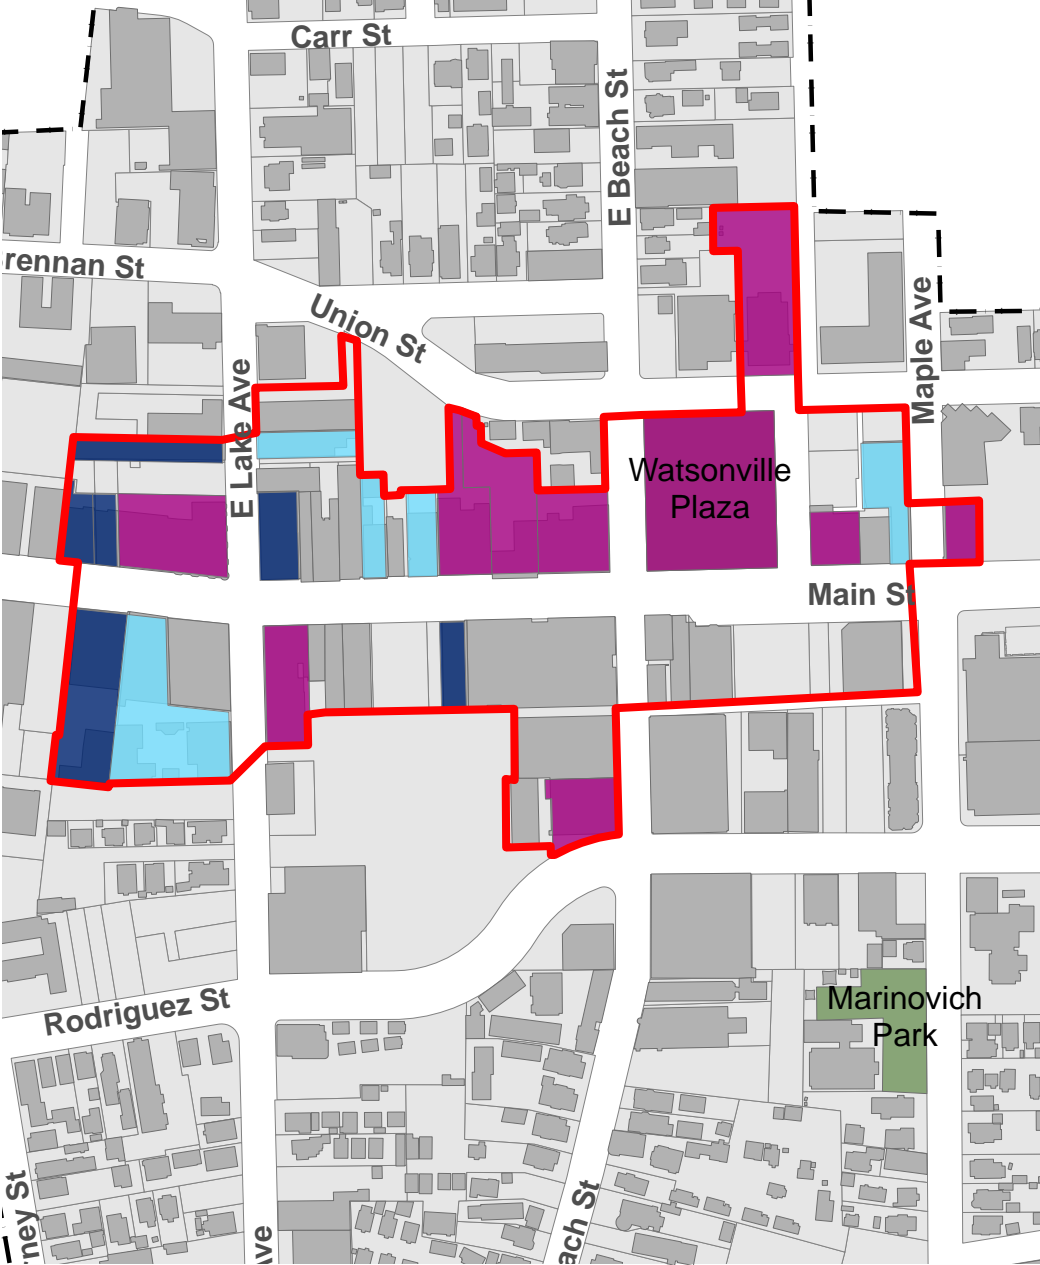 Carr St
E Beach St
rennan St
Union St
Maple Ave
E Lake Ave
Watsonville
Plaza
Main St
Marinovich
Park
Rodriguez St
ney St
Ave
ach St